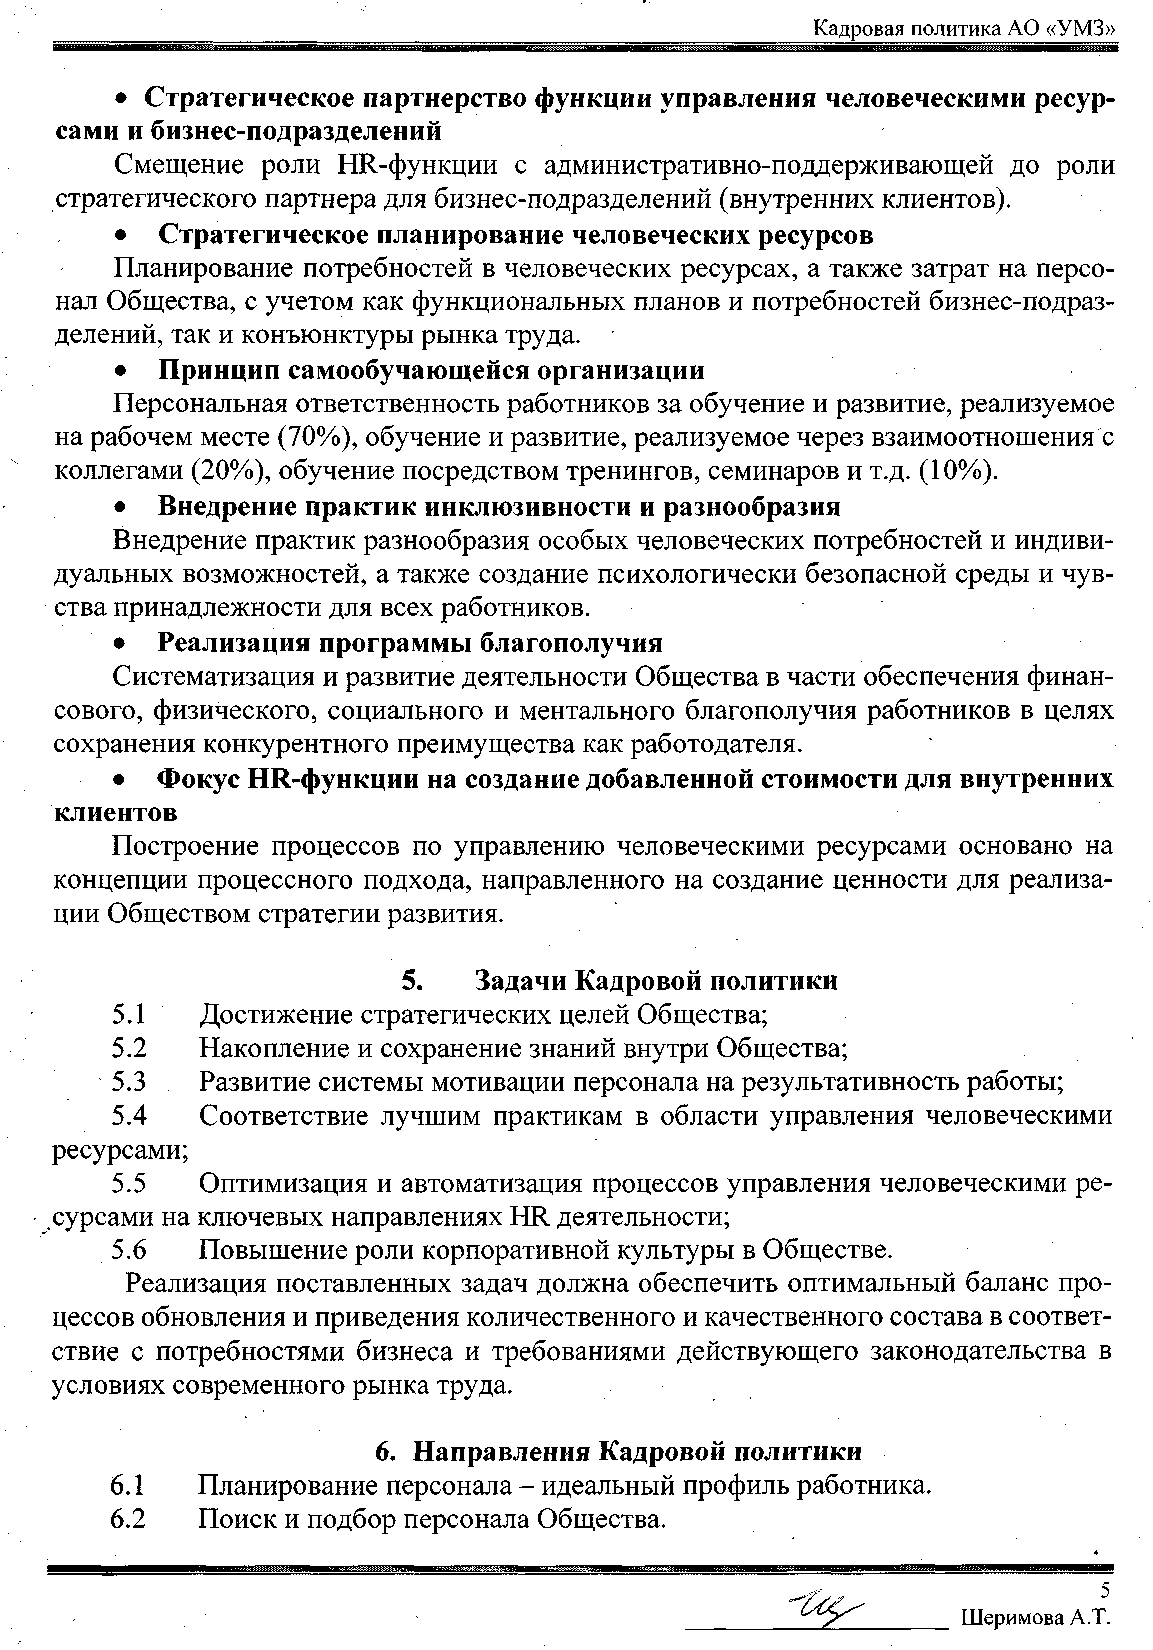 Кадровая политика АО «УМЗ»
• Стратегическое партнерство функции управления человеческими ресур-
сами и бизнес-подразделений
Смещение роли HR-функции с административно-поддерживающей до роли
стратегического партнера для бизнес-подразделений (внутренних клиентов).
• Стратегическое планирование человеческих ресурсов
Планирование потребностей в человеческих ресурсах, а также затрат на персо-
нал Общества, с учетом как функциональных планов и потребностей бизнес-подраз-
делений, так и конъюнктуры рынка труда.
• Принцип самообучающейся организации
Персональная ответственность работников за обучение и развитие, реализуемое
на рабочем месте (70%), обучение и развитие, реализуемое через взаимоотношения с
коллегами (20%), обучение посредством тренингов, семинаров и т.д. (10%).
• Внедрение практик инклюзивности и разнообразия
Внедрение практик разнообразия особых человеческих потребностей и индиви-
дуальных возможностей, а также создание психологически безопасной среды и чув-
ства принадлежности для всех работников.
• Реализация программы благополучия
Систематизация и развитие деятельности Общества в части обеспечения финан-
сового, физического, социального и ментального благополучия работников в целях
сохранения конкурентного преимущества как работодателя.
• Фокус HR-функции на создание добавленной стоимости для внутренних
клиентов
Построение процессов по управлению человеческими ресурсами основано на
концепции процессного подхода, направленного на создание ценности для реализа-
ции Обществом стратегии развития.
5. Задачи Кадровой политики
5.1 Достижение стратегических целей Общества;
5.2 Накопление и сохранение знаний внутри Общества;
5.3 Развитие системы мотивации персонала на результативность работы;
5.4 Соответствие лучшим практикам в области управления человеческими
ресурсами;
5.5 Оптимизация и автоматизация процессов управления человеческими ре-
сурсами на ключевых направлениях HR деятельности;
5.6 Повышение роли корпоративной культуры в Обществе.
Реализация поставленных задач должна обеспечить оптимальный баланс про-
цессов обновления и приведения количественного и качественного состава в соответ-
ствие с потребностями бизнеса и требованиями действующего законодательства в
условиях современного рынка труда.
6. Направления Кадровой политики
6.1 Планирование персонала – идеальный профиль работника.
6.2 Поиск и подбор персонала Общества.
5
Шеримова А.Т.